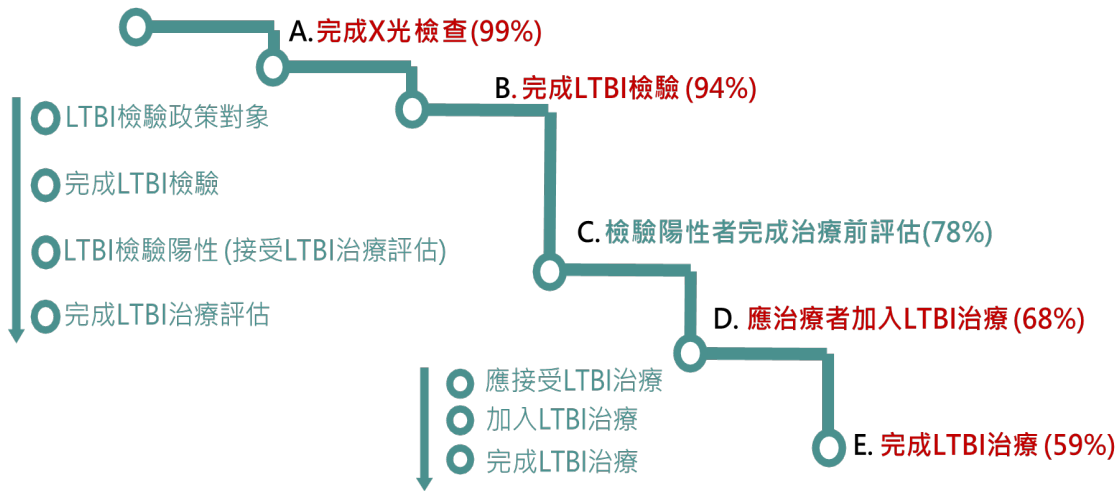 A.完成X光檢查(99%)
B. 完成LTBI檢驗 (94%)
LTBI檢驗政策對象
完成LTBI檢驗
C. 檢驗陽性者完成治療前評估(78%)
LTBI檢驗陽性 (接受LTBI治療評估)
完成LTBI治療評估
D. 應治療者加入LTBI治療 (68%)
應接受LTBI治療
加入LTBI治療
E. 完成LTBI治療 (59%)
完成LTBI治療